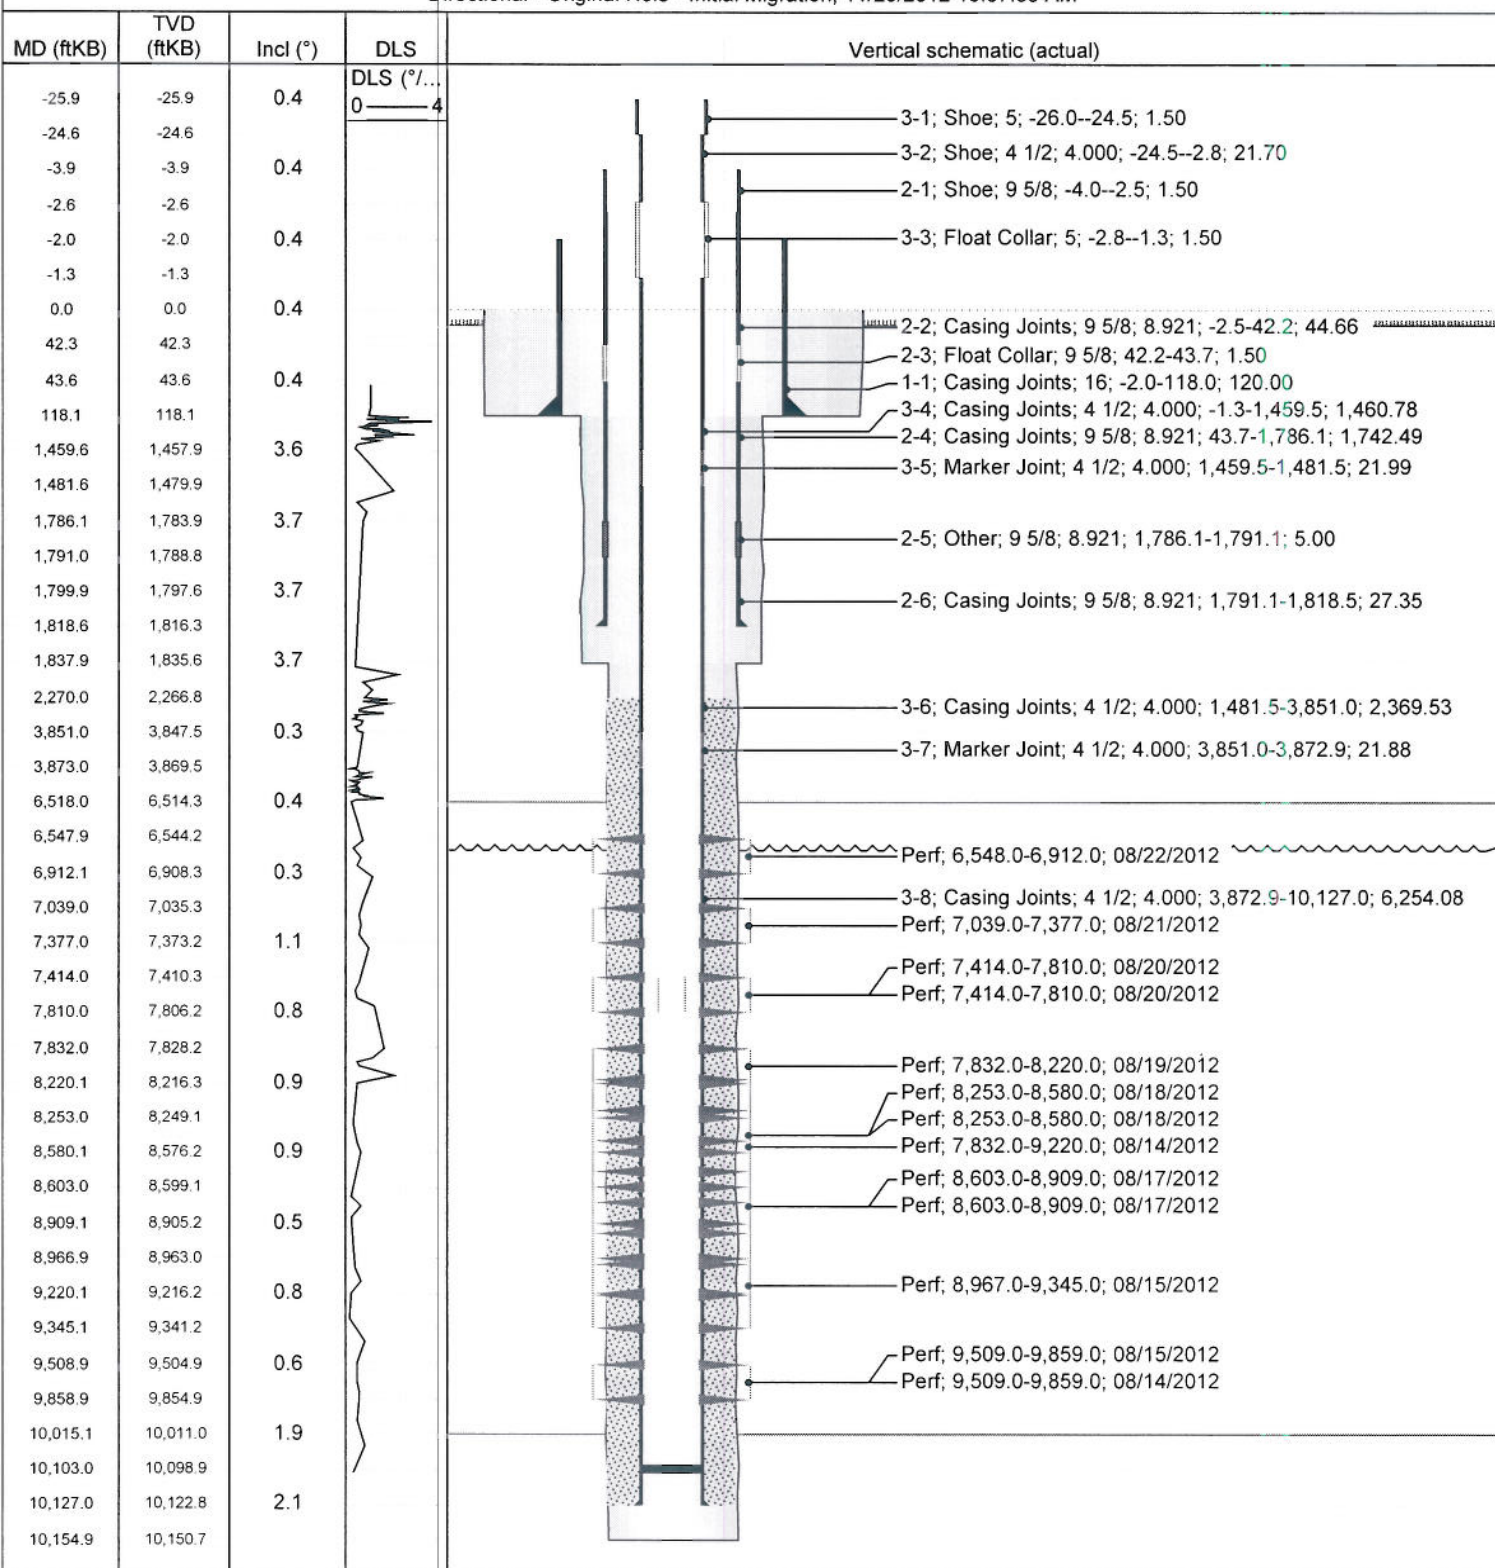 Directional - Original Hole - Initial Migration,
MD (ftKB) TVD (ftKB) Incl (°) DLS Vertical schematic (actual)
DLS (°/...
0 4
-25.9 -25.9 0.4
-24.6 -24.6
-3.9 -3.9 0.4
-2.6 -2.6
-2.0 -2.0 0.4
-1.3 -1.3
0.0 0.0 0.4
42.3 42.3
43.6 43.6 0.4
118.1 118.1
1,459.6 1,457.9 3.6
1,481.6 1,479.9
1,786.1 1,783.9 3.7
1,791.0 1,788.8
1,799.9 1,797.6 3.7
1,818.6 1,816.3
1,837.9 1,835.6 3.7
2,270.0 2,266.8
3,851.0 3,847.5 0.3
3,873.0 3,869.5
6,518.0 6,514.3 0.4
6,547.9 6,544.2
6,912.1 6,908.3 0.3
7,039.0 7,035.3
7,377.0 7,373.2 1.1
7,414.0 7,410.3
7,810.0 7,806.2 0.8
7,832.0 7,828.2
8,220.1 8,216.3 0.9
8,253.0 8,249.1
8,580.1 8,576.2 0.9
8,603.0 8,599.1
8,909.1 8,905.2 0.5
8,966.9 8,963.0
9,220.1 9,216.2 0.8
9,345.1 9,341.2
9,508.9 9,504.9 0.6
9,858.9 9,854.9
10,015.1 10,011.0 1.9
10,103.0 10,098.9
10,127.0 10,122.8 2.1
10,154.9 10,150.7
3-1; Shoe; 5; -26.0--24.5; 1.50
3-2; Shoe; 4 1/2; 4.000; -24.5--2.8; 21.70
2-1; Shoe; 9 5/8; -4.0--2.5; 1.50
3-3; Float Collar; 5; -2.8--1.3; 1.50
2-2; Casing Joints; 9 5/8; 8.921; -2.5-42.2; 44.66
2-3; Float Collar; 9 5/8; 42.2-43.7; 1.50
1-1; Casing Joints; 16; -2.0-118.0; 120.00
3-4; Casing Joints; 4 1/2; 4.000; -1.3-1,459.5; 1,460.78
2-4; Casing Joints; 9 5/8; 8.921; 43.7-1,786.1; 1,742.49
3-5; Marker Joint; 4 1/2; 4.000; 1,459.5-1,481.5; 21.99
2-5; Other; 9 5/8; 8.921; 1,786.1-1,791.1; 5.00
2-6; Casing Joints; 9 5/8; 8.921; 1,791.1-1,818.5; 27.35
3-6; Casing Joints; 4 1/2; 4.000; 1,481.5-3,851.0; 2,369.53
3-7; Marker Joint; 4 1/2; 4.000; 3,851.0-3,872.9; 21.88
Perf; 6,548.0-6,912.0; 08/22/2012
3-8; Casing Joints; 4 1/2; 4.000; 3,872.9-10,127.0; 6,254.08
Perf; 7,039.0-7,377.0; 08/21/2012
Perf; 7,414.0-7,810.0; 08/20/2012
Perf; 7,414.0-7,810.0; 08/20/2012
Perf; 7,832.0-8,220.0; 08/19/2012
Perf; 8,253.0-8,580.0; 08/18/2012
Perf; 8,253.0-8,580.0; 08/18/2012
Perf; 7,832.0-9,220.0; 08/14/2012
Perf; 8,603.0-8,909.0; 08/17/2012
Perf; 8,603.0-8,909.0; 08/17/2012
Perf; 8,967.0-9,345.0; 08/15/2012
Perf; 9,509.0-9,859.0; 08/15/2012
Perf; 9,509.0-9,859.0; 08/14/2012